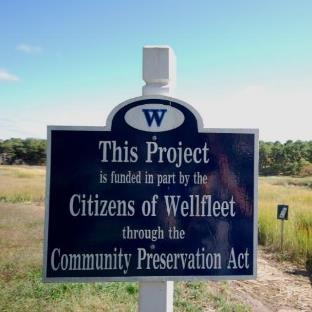 W
This Project
is funded in part by the
Citizens of Wellfleet
through the
Community Preservation Act